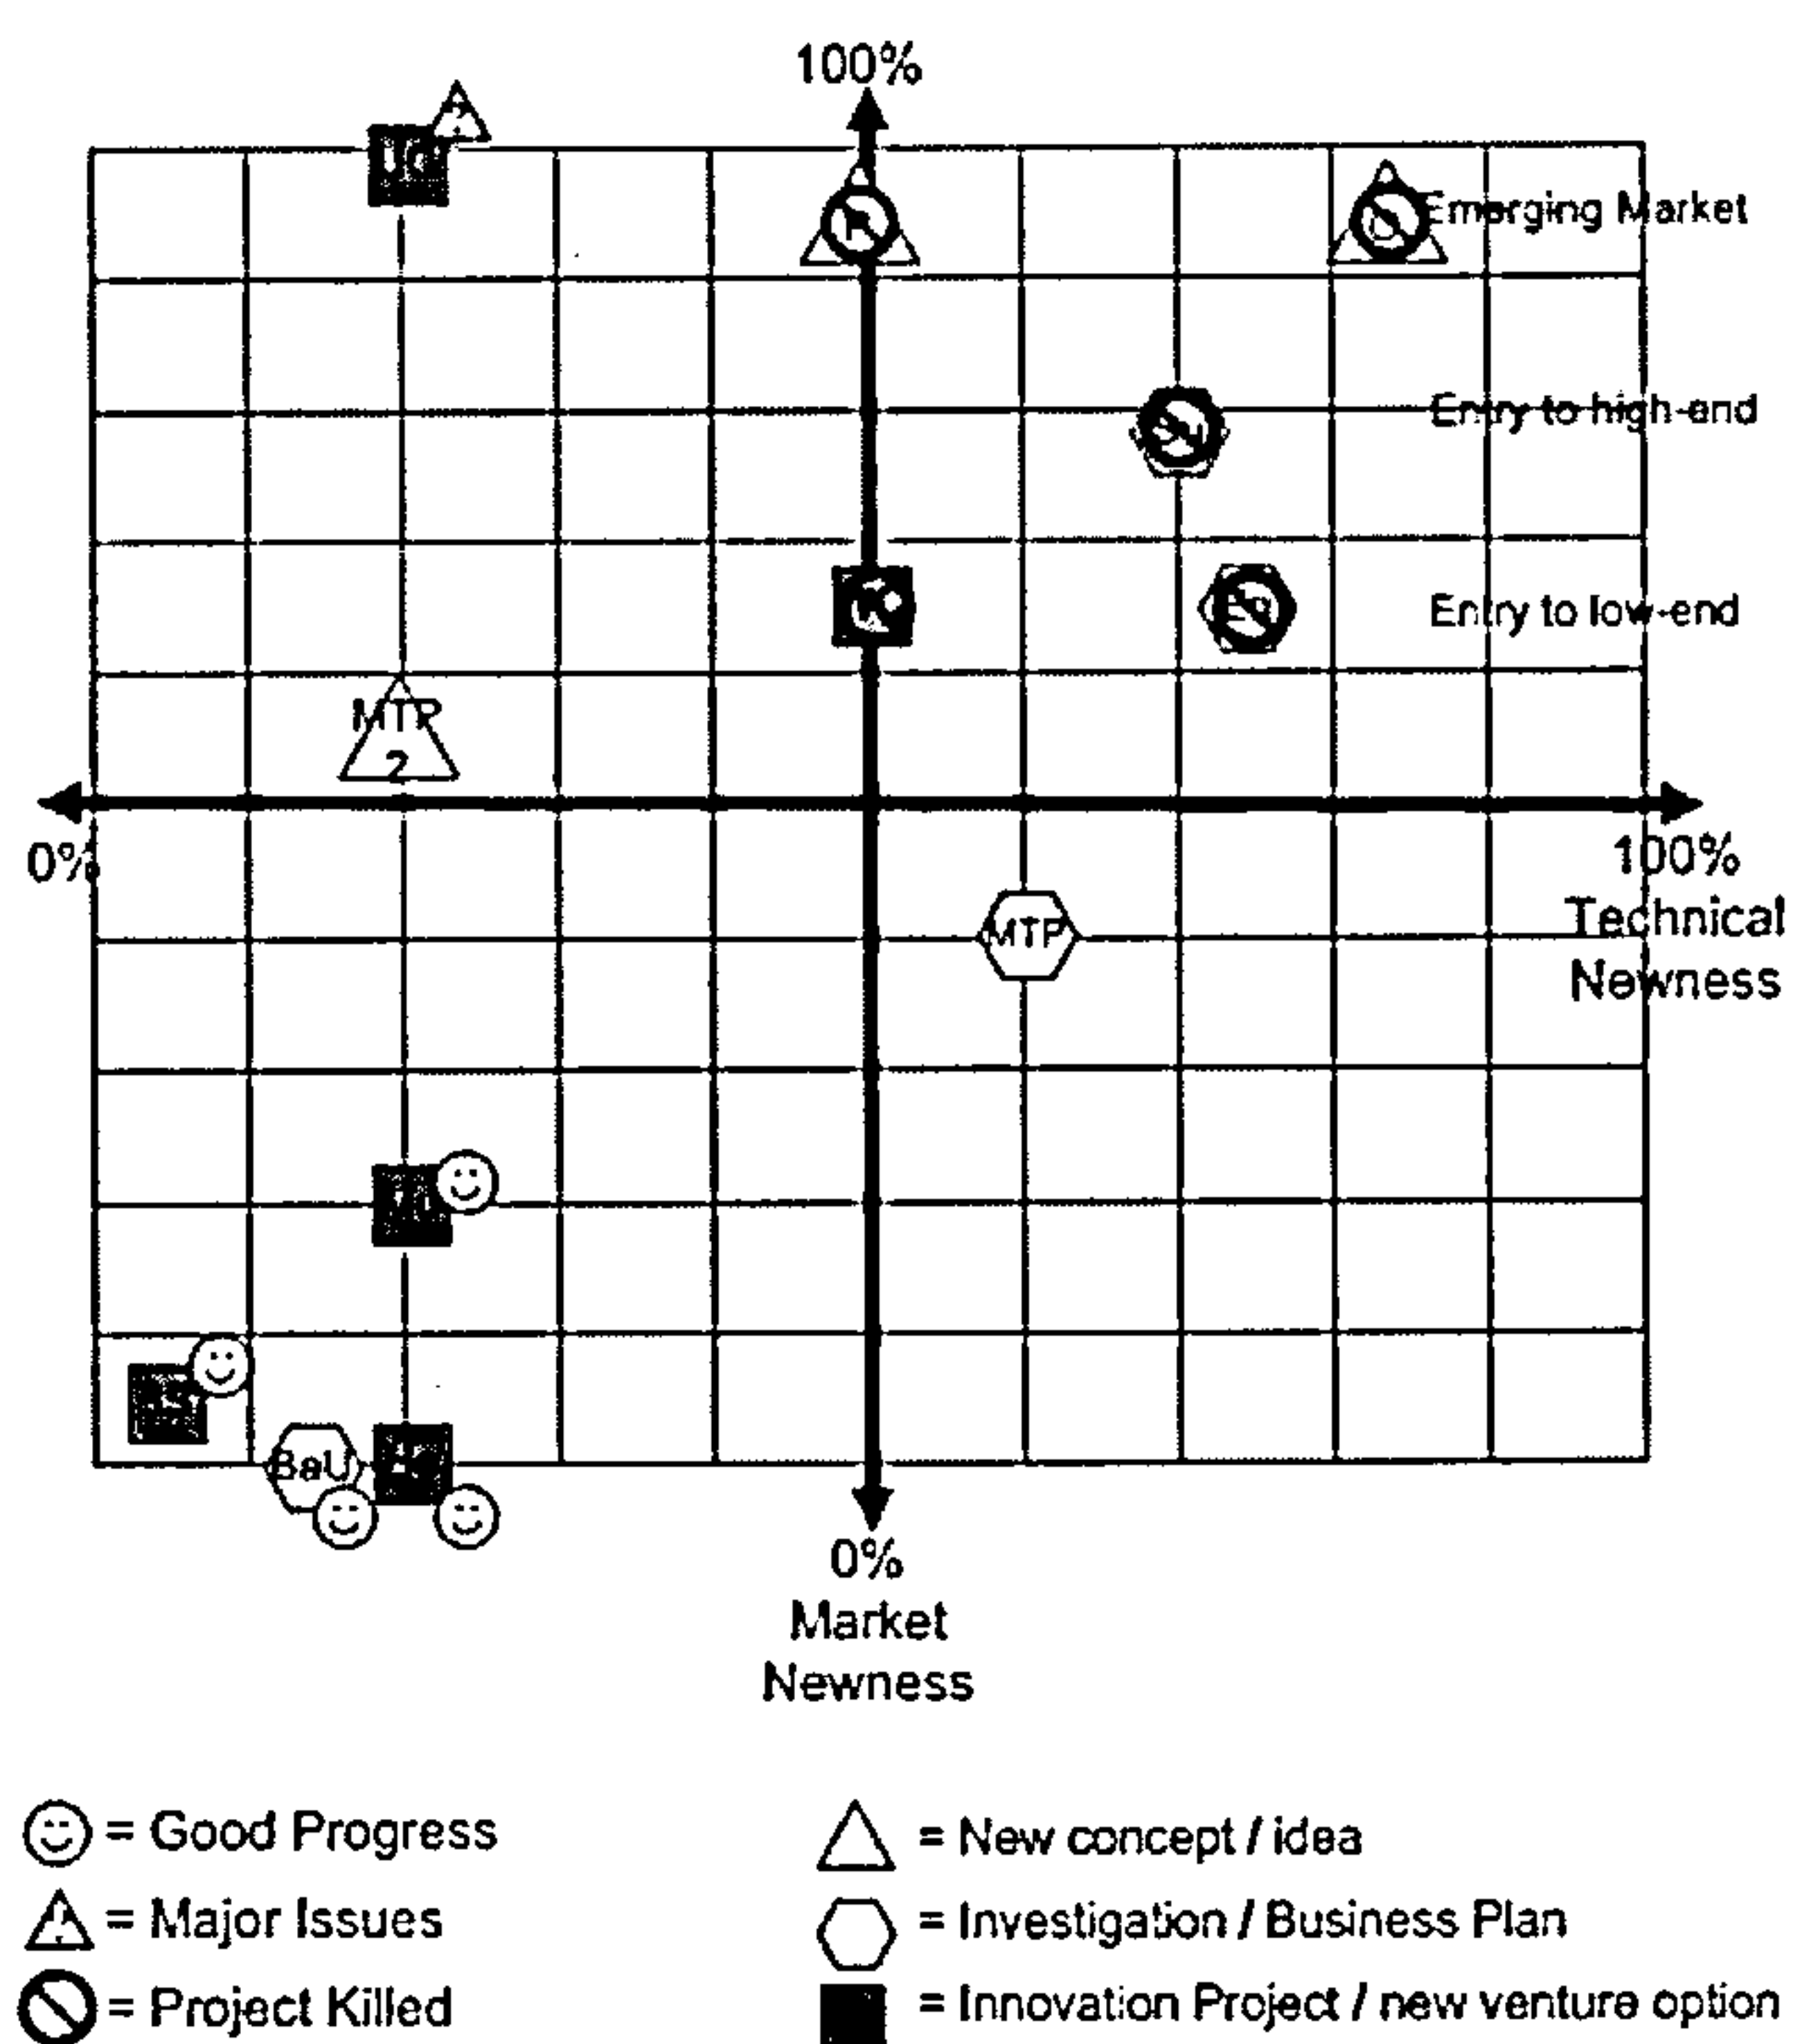 100%
Emerging Market
Entry to high-end
Entry to low-end
MTP
2
0%
100%
Technical
Newness
MTP
BaU
0%
Market
Newness
= Good Progress
= New concept / idea
= Major Issues
= Investigation / Business Plan
= Project Killed
= Innovation Project / new venture option